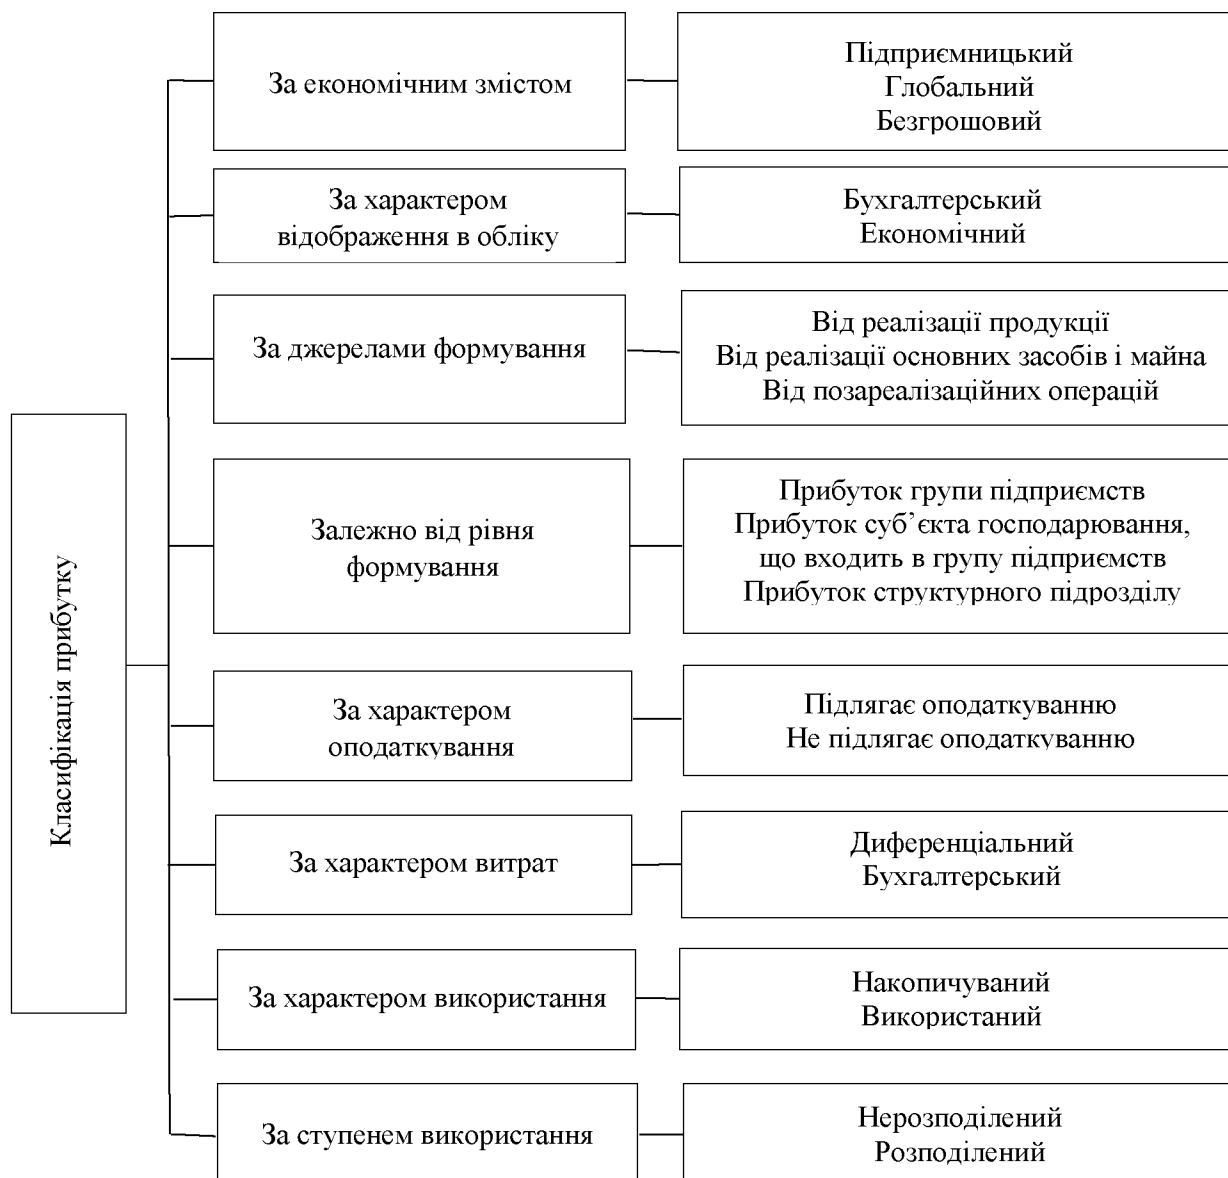 Класифікація прибутку
За економічним змістом
Підприємницький
Глобальний
Безгрошовий
За характером
відображення в обліку
Бухгалтерський
Економічний
За джерелами формування
Від реалізації продукції
Від реалізації основних засобів і майна
Від позареалізаційних операцій
Залежно від рівня
формування
Прибуток групи підприємств
Прибуток суб’єкта господарювання,
що входить в групу підприємств
Прибуток структурного підрозділу
За характером
оподаткування
Підлягає оподаткуванню
Не підлягає оподаткуванню
За характером витрат
Диференціальний
Бухгалтерський
За характером використання
Накопичуваний
Використаний
За ступенем використання
Нерозподілений
Розподілений